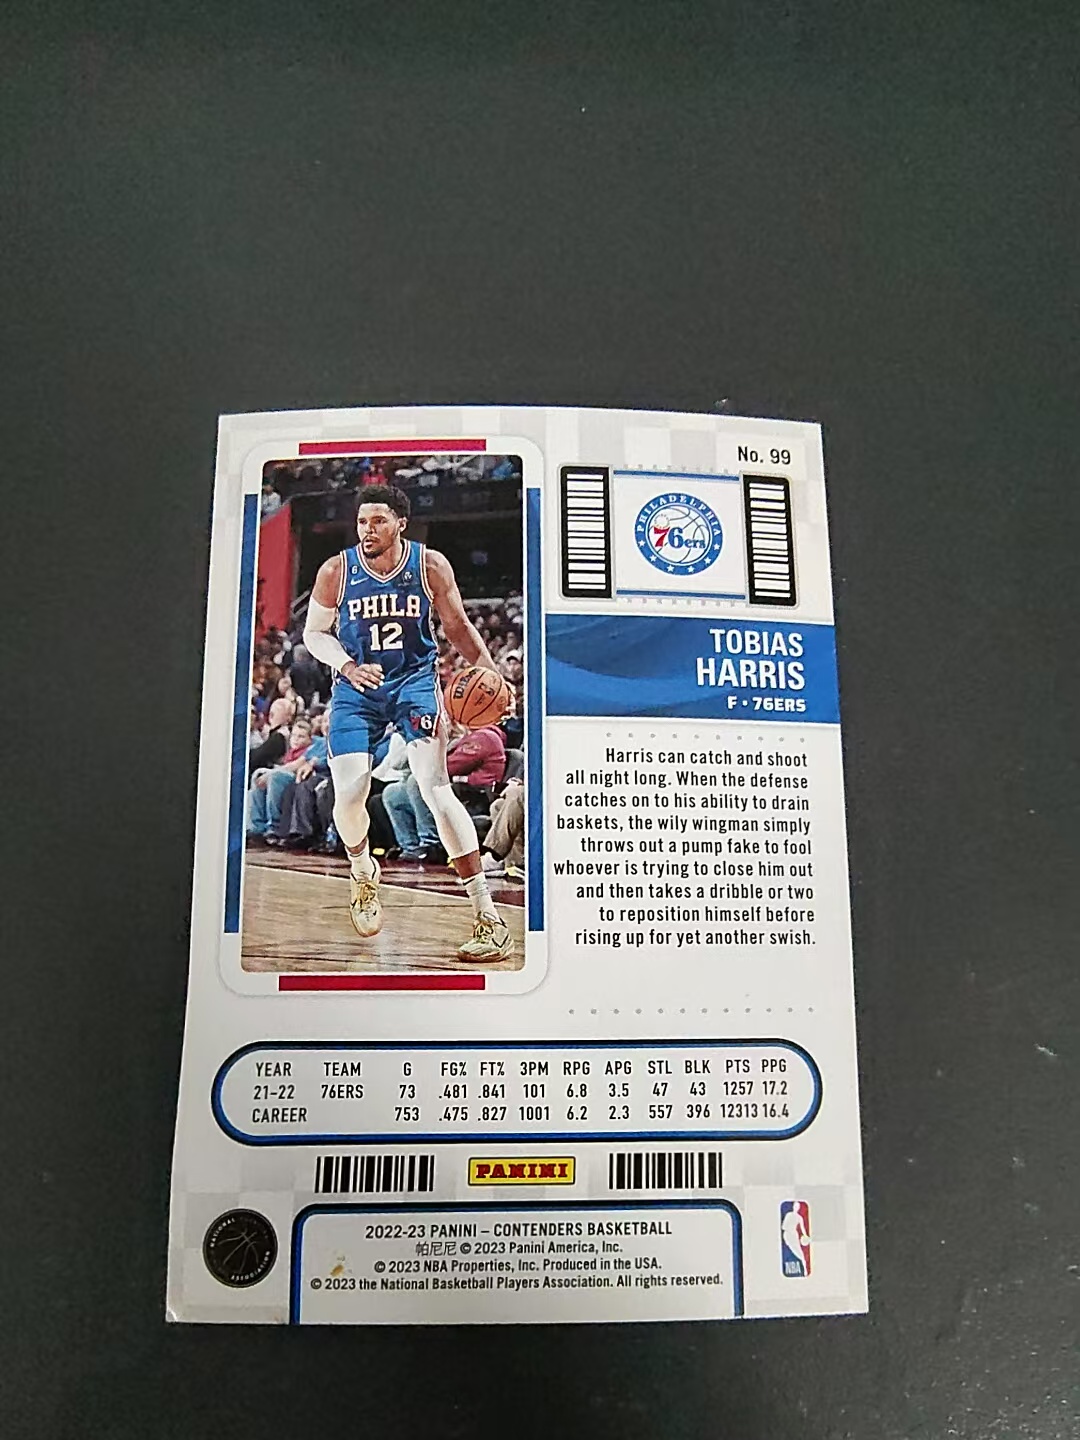 No. 99
PHILADELPHIA
76ers
TOBIAS
HARRIS
F • 76ERS
6
PHILA
12
Wilson
76
Harris can catch and shoot
all night long. When the defense
catches on to his ability to drain
baskets, the wily wingman simply
throws out a pump fake to fool
whoever is trying to close him out
and then takes a dribble or two
to reposition himself before
rising up for yet another swish.
YEAR TEAM G FG% FT% 3PM RPG APG STL BLK PTS PPG
21-22 76ERS 73 .481 .841 101 6.8 3.5 47 43 1257 17.2
CAREER 753 .475 .827 1001 6.2 2.3 557 396 12313 16.4
PANINI
NATIONAL
ASSOCIATION
2022-23 PANINI – CONTENDERS BASKETBALL
帕尼尼 © 2023 Panini America, Inc.
© 2023 NBA Properties, Inc. Produced in the USA.
© 2023 the National Basketball Players Association. All rights reserved.
NBA